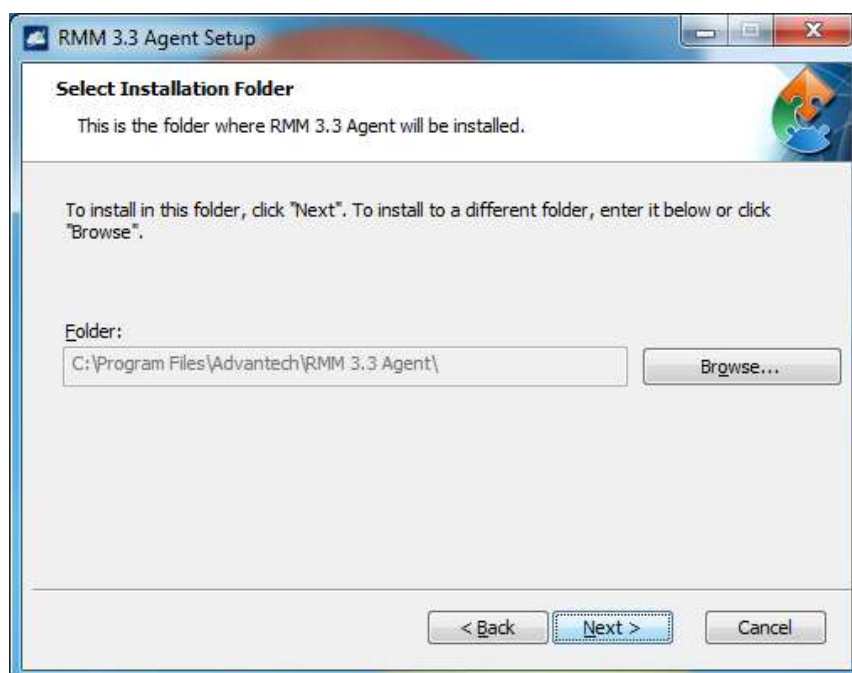 RMM 3.3 Agent Setup
Select Installation Folder
This is the folder where RMM 3.3 Agent will be installed.
To install in this folder, click "Next". To install to a different folder, enter it below or click
"Browse".
Folder:
C:\Program Files\Advantech\RMM 3.3 Agent\
Browse...
< Back
Next >
Cancel